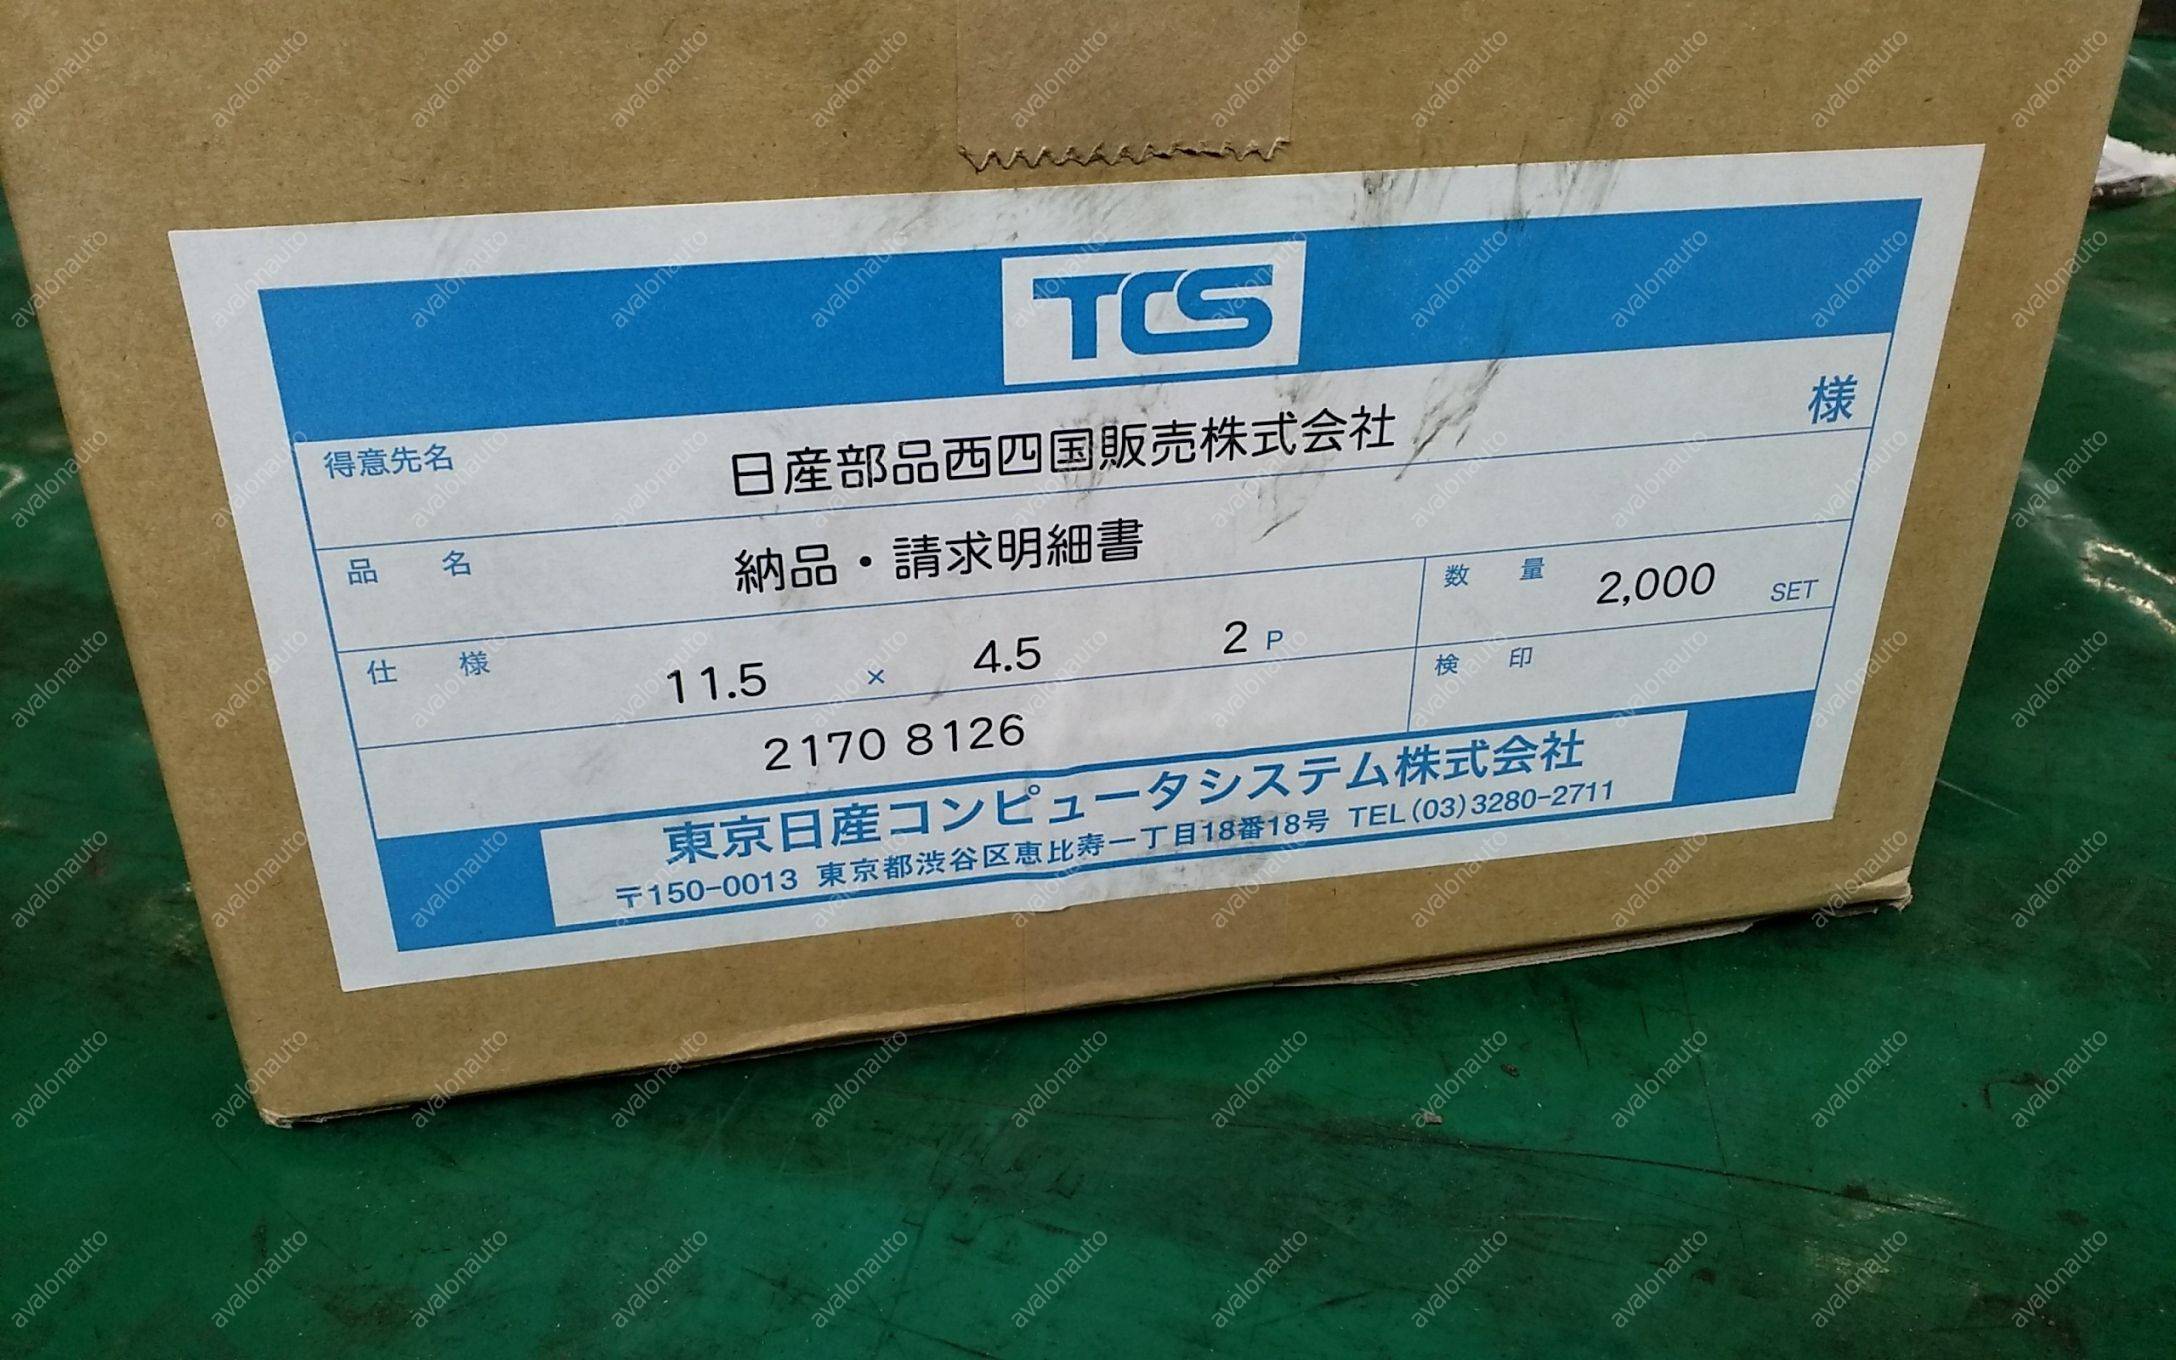 TCS
得意先名 日産部品西四国販売株式会社 様
品名 納品・請求明細書
仕様 11.5 × 4.5 2 P
数量 2,000 SET
検印
2170 8126
東京日産コンピュータシステム株式会社
〒150-0013 東京都渋谷区恵比寿一丁目18番18号 TEL(03)3280-2711
avalonauto